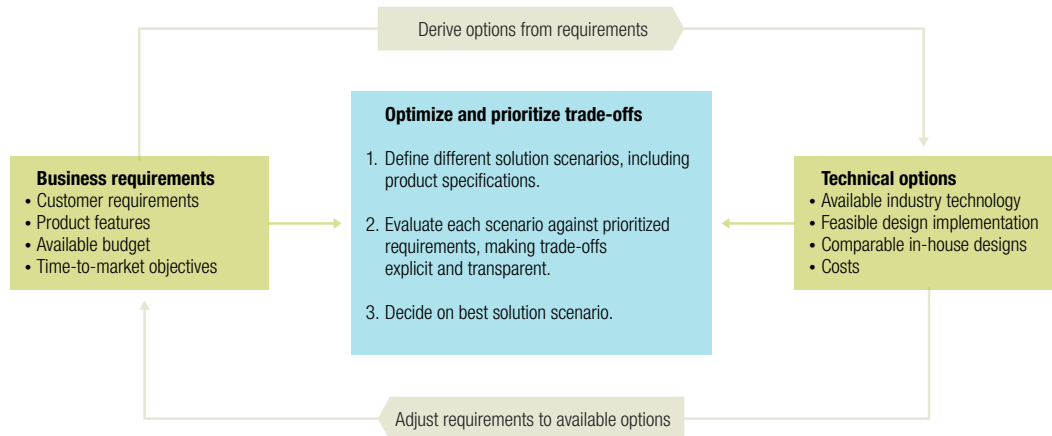 Derive options from requirements
Optimize and prioritize trade-offs
1. Define different solution scenarios, including
product specifications.
2. Evaluate each scenario against prioritized
requirements, making trade-offs
explicit and transparent.
3. Decide on best solution scenario.
Business requirements
• Customer requirements
• Product features
• Available budget
• Time-to-market objectives
Technical options
• Available industry technology
• Feasible design implementation
• Comparable in-house designs
• Costs
Adjust requirements to available options